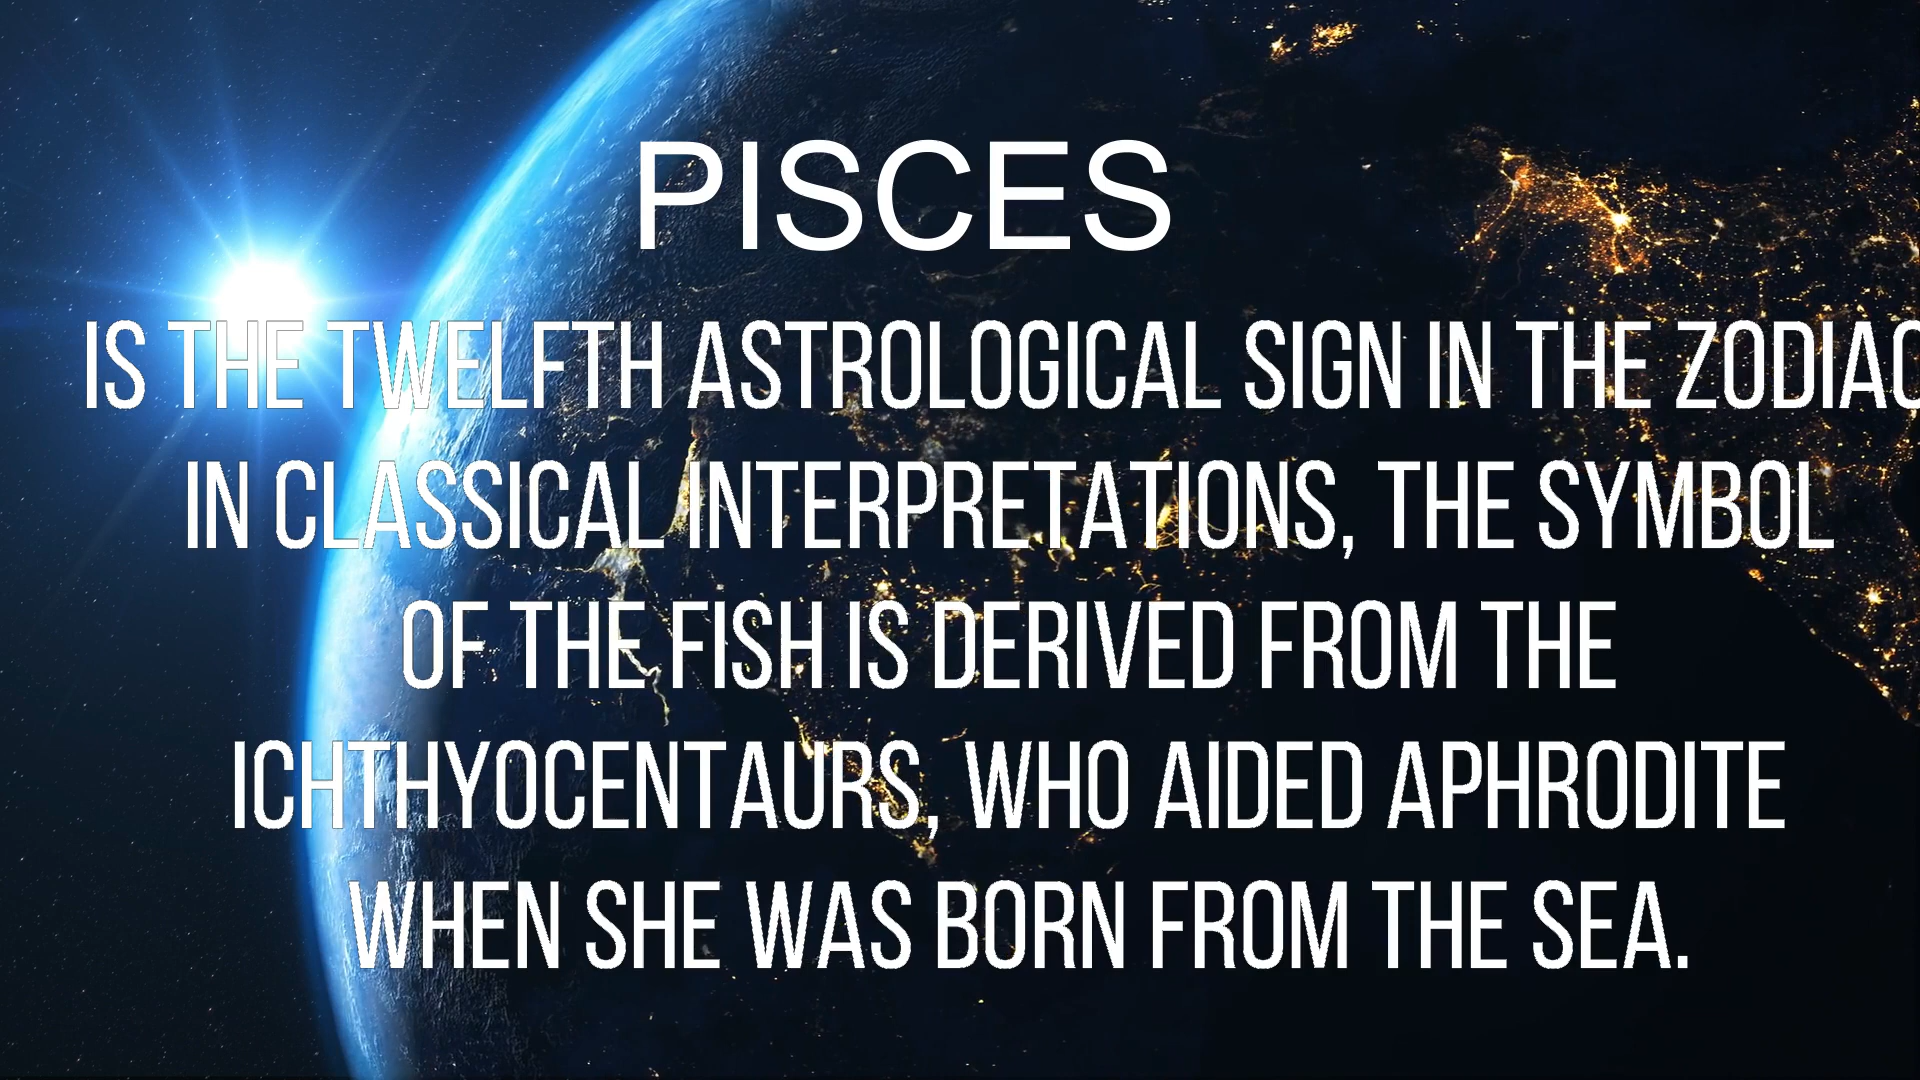 PISCES
IS THE TWELFTH ASTROLOGICAL SIGN IN THE ZODIAC
IN CLASSICAL INTERPRETATIONS, THE SYMBOL
OF THE FISH IS DERIVED FROM THE
ICHTHYOCENTAURS, WHO AIDED APHRODITE
WHEN SHE WAS BORN FROM THE SEA.